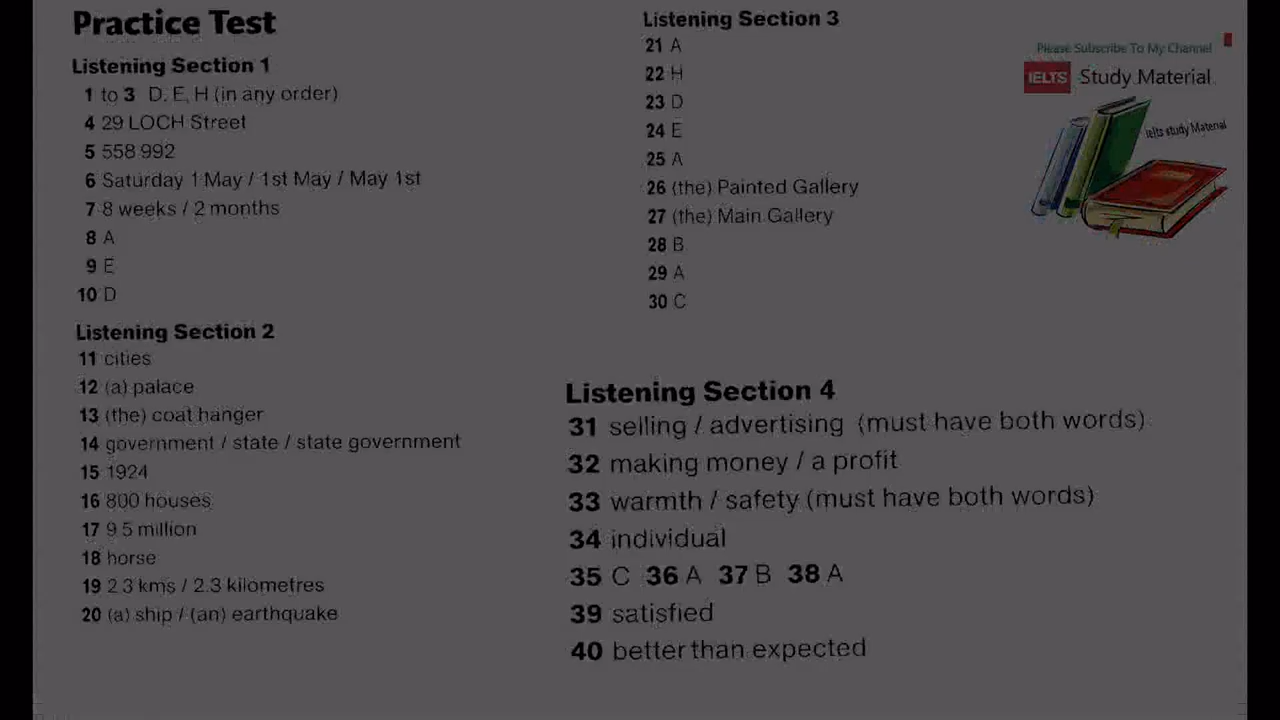 Practice Test
Listening Section 1
1 to 3 D, E, H (in any order)
4 29 LOCH Street
5 558 992
6 Saturday 1 May / 1st May / May 1st
7 8 weeks / 2 months
8 A
9 E
10 D
Listening Section 2
11 cities
12 (a) palace
13 (the) coat hanger
14 government / state / state government
15 1924
16 800 houses
17 9.5 million
18 horse
19 2.3 kms / 2.3 kilometres
20 (a) ship / (an) earthquake
Listening Section 3
21 A
22 H
23 D
24 E
25 A
26 (the) Painted Gallery
27 (the) Main Gallery
28 B
29 A
30 C
Listening Section 4
31 selling / advertising (must have both words)
32 making money / a profit
33 warmth / safety (must have both words)
34 individual
35 C 36 A 37 B 38 A
39 satisfied
40 better than expected
Please Subscribe To My Channel
IELTS Study Material
Ielts study Material